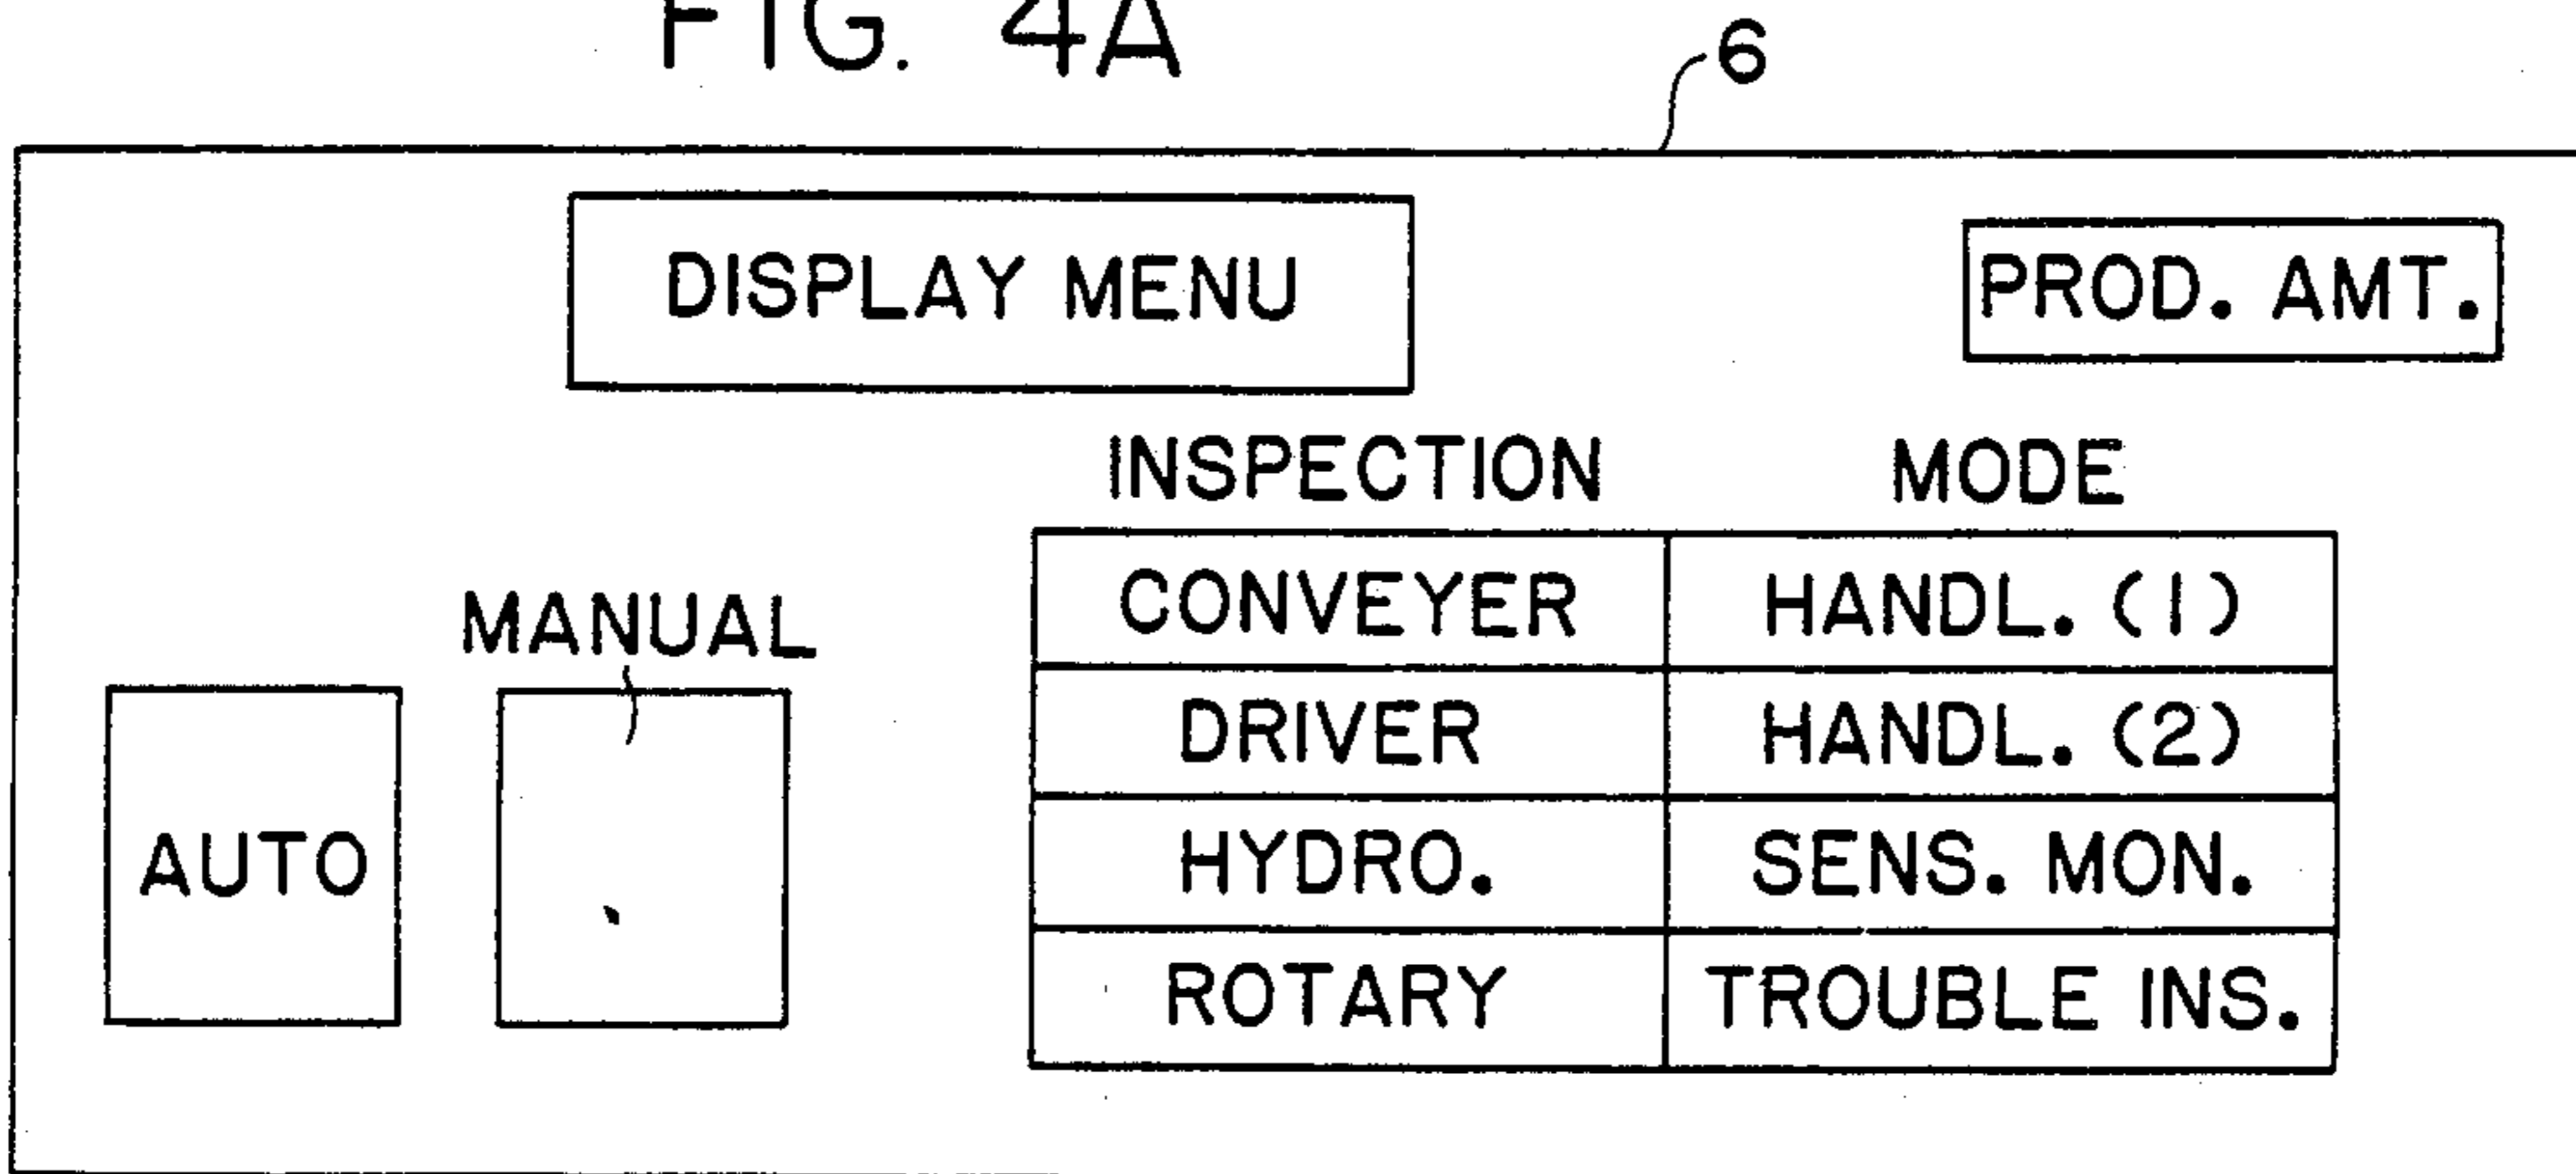 FIG. 4A
6
DISPLAY MENU
PROD. AMT.
INSPECTION MODE
CONVEYER HANDL. (1)
MANUAL
DRIVER HANDL. (2)
AUTO
HYDRO. SENS. MON.
ROTARY TROUBLE INS.